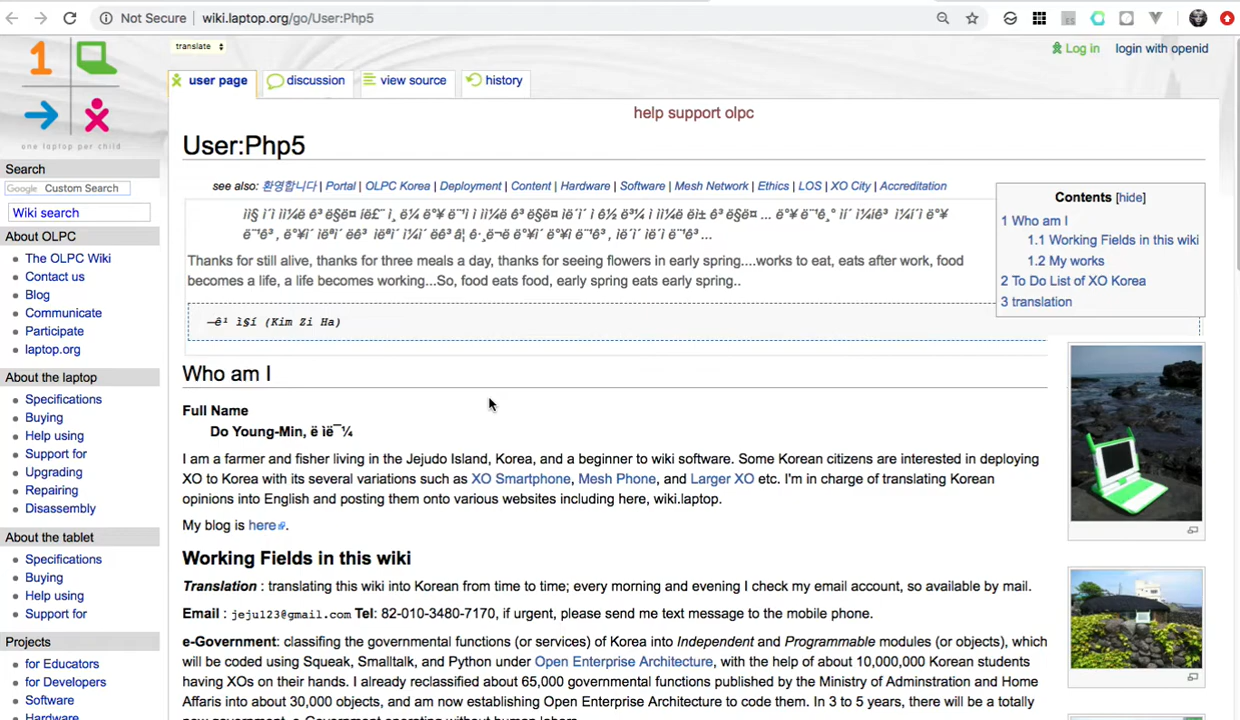 Not Secure wiki.laptop.org/go/User:Php5
translate
Log in login with openid
user page discussion view source history
one laptop per child
help support olpc
User:Php5
see also: 환영합니다 | Portal | OLPC Korea | Deployment | Content | Hardware | Software | Mesh Network | Ethics | LOS | XO City | Accreditation
Thanks for still alive, thanks for three meals a day, thanks for seeing flowers in early spring....works to eat, eats after work, food
becomes a life, a life becomes working...So, food eats food, early spring eats early spring..
(Kim Zi Ha)
Contents [hide]
1 Who am I
1.1 Working Fields in this wiki
1.2 My works
2 To Do List of XO Korea
3 translation
Who am I
Full Name
Do Young-Min,
I am a farmer and fisher living in the Jejudo Island, Korea, and a beginner to wiki software. Some Korean citizens are interested in deploying
XO to Korea with its several variations such as XO Smartphone, Mesh Phone, and Larger XO etc. I'm in charge of translating Korean
opinions into English and posting them onto various websites including here, wiki.laptop.
My blog is here.
Working Fields in this wiki
Translation : translating this wiki into Korean from time to time; every morning and evening I check my email account, so available by mail.
Email : jeju123@gmail.com Tel: 82-010-3480-7170, if urgent, please send me text message to the mobile phone.
e-Government: classifing the governmental functions (or services) of Korea into Independent and Programmable modules (or objects), which
will be coded using Squeak, Smalltalk, and Python under Open Enterprise Architecture, with the help of about 10,000,000 Korean students
having XOs on their hands. I already reclassified about 65,000 governmental functions published by the Ministry of Adminstration and Home
Affaris into about 30,000 objects, and am now establishing Open Enterprise Architecture to code them. In 3 to 5 years, there will be a totally
Search
Google Custom Search
Wiki search
About OLPC
The OLPC Wiki
Contact us
Blog
Communicate
Participate
laptop.org
About the laptop
Specifications
Buying
Help using
Support for
Upgrading
Repairing
Disassembly
About the tablet
Specifications
Buying
Help using
Support for
Projects
for Educators
for Developers
Software
Hardware